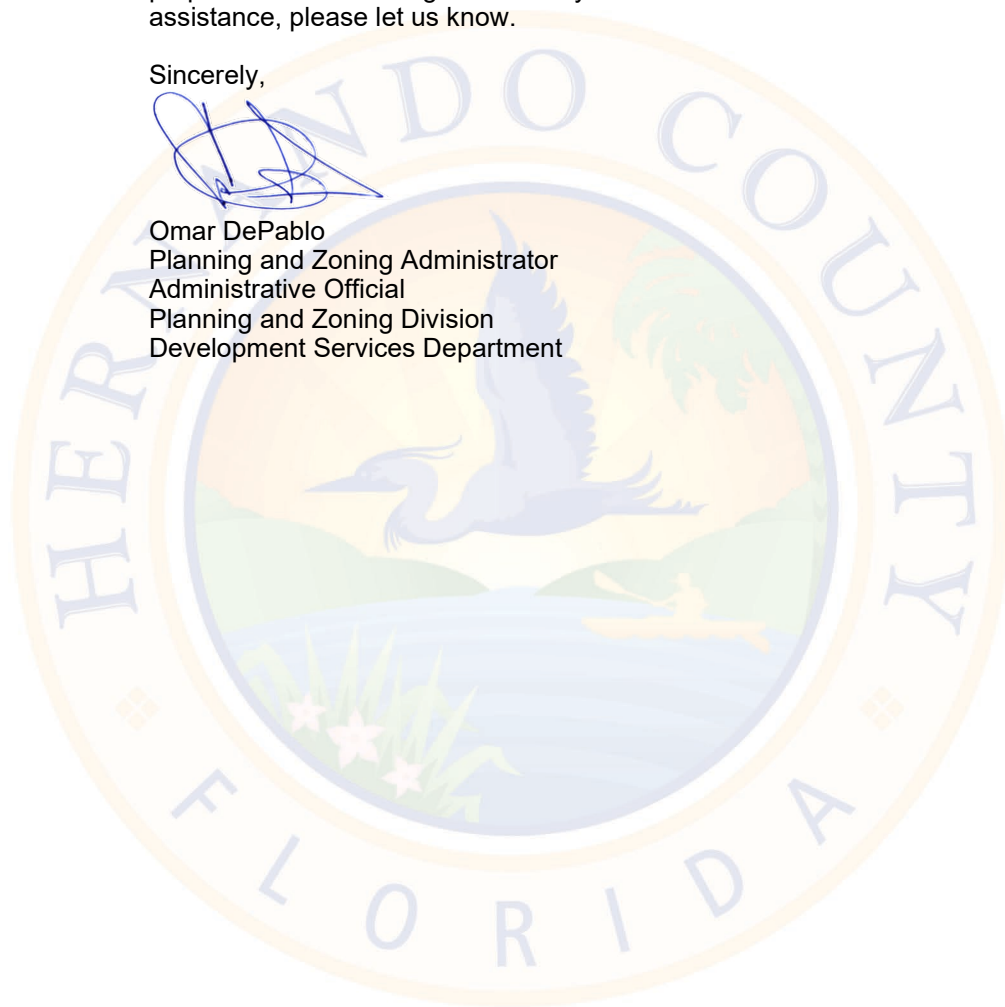 assistance, please let us know.
Sincerely,
Omar DePablo
Planning and Zoning Administrator
Administrative Official
Planning and Zoning Division
Development Services Department
HERNANDO COUNTY
FLORIDA